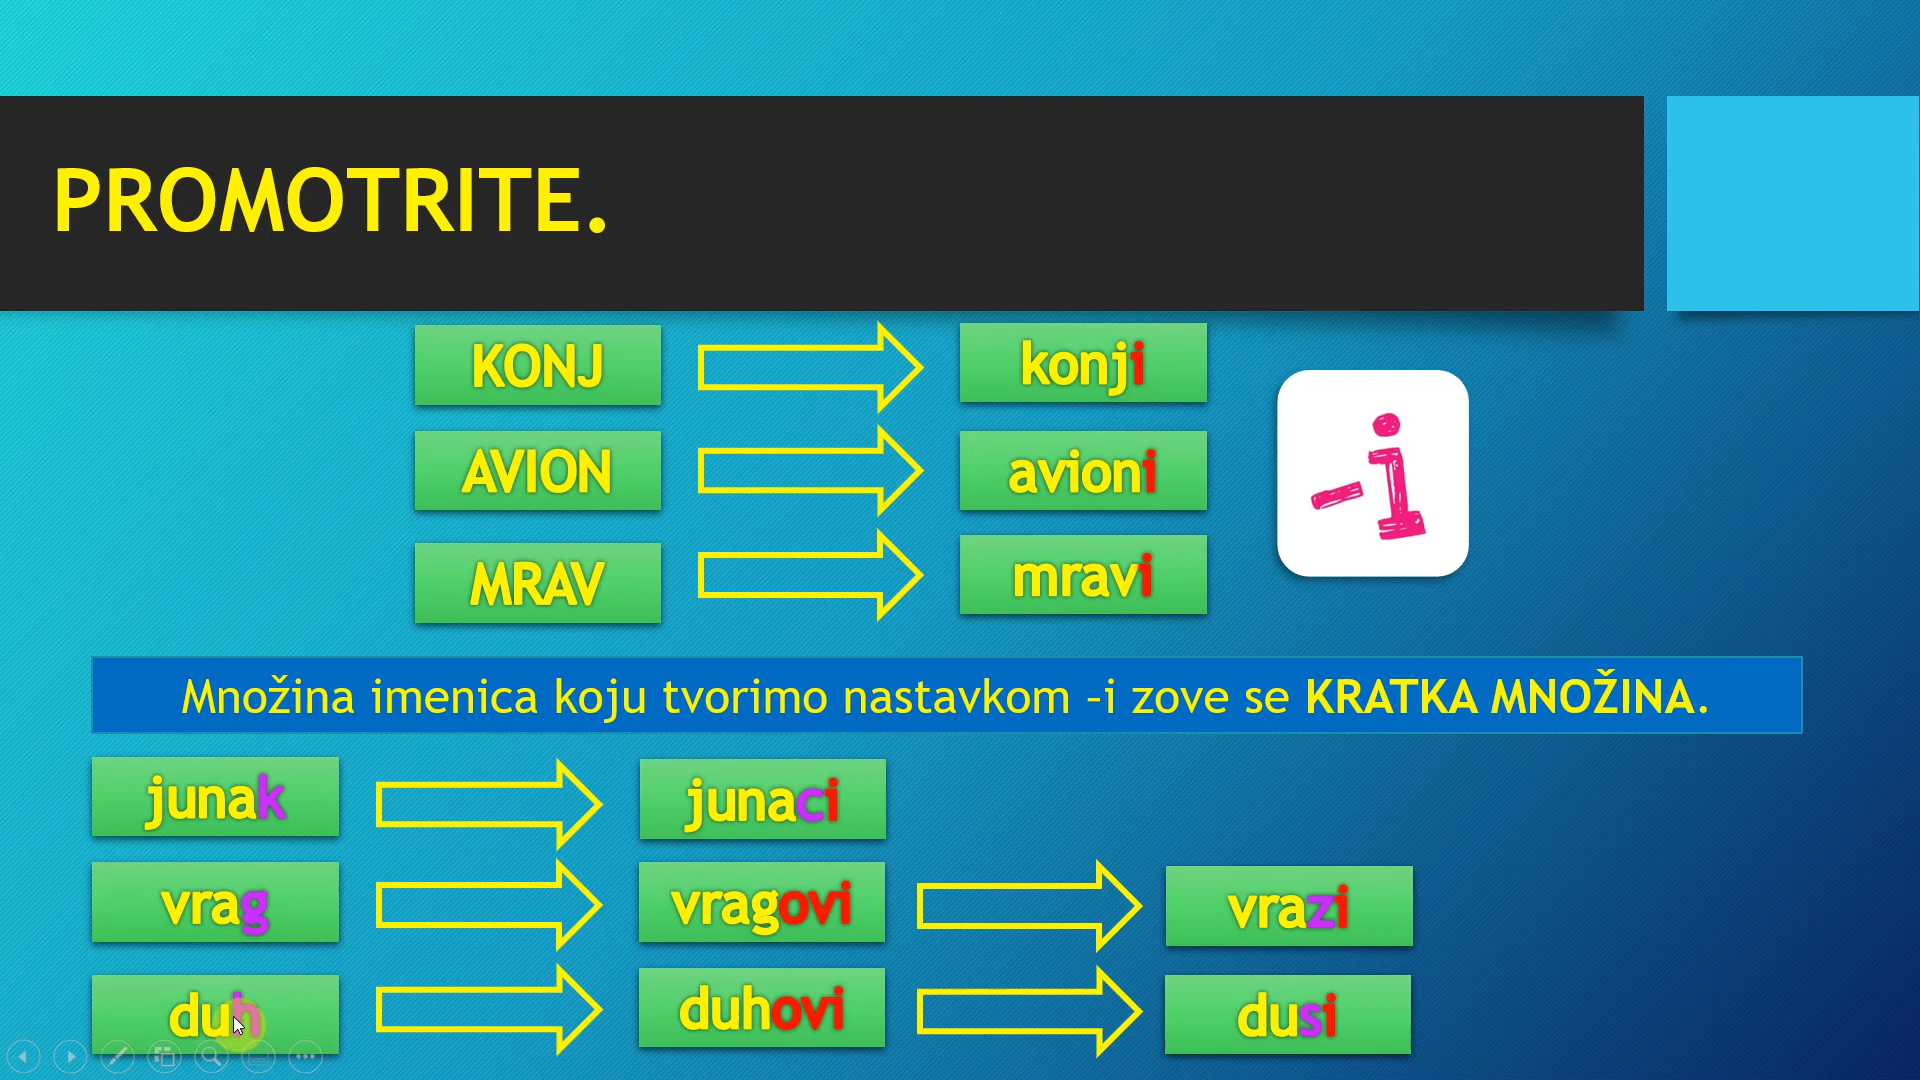 PROMOTRITE.
KONJ konji
AVION avioni
MRAV mravi
-i
Množina imenica koju tvorimo nastavkom –i zove se KRATKA MNOŽINA.
junak junaci
vrag vragovi vrazi
duh duhovi dusi